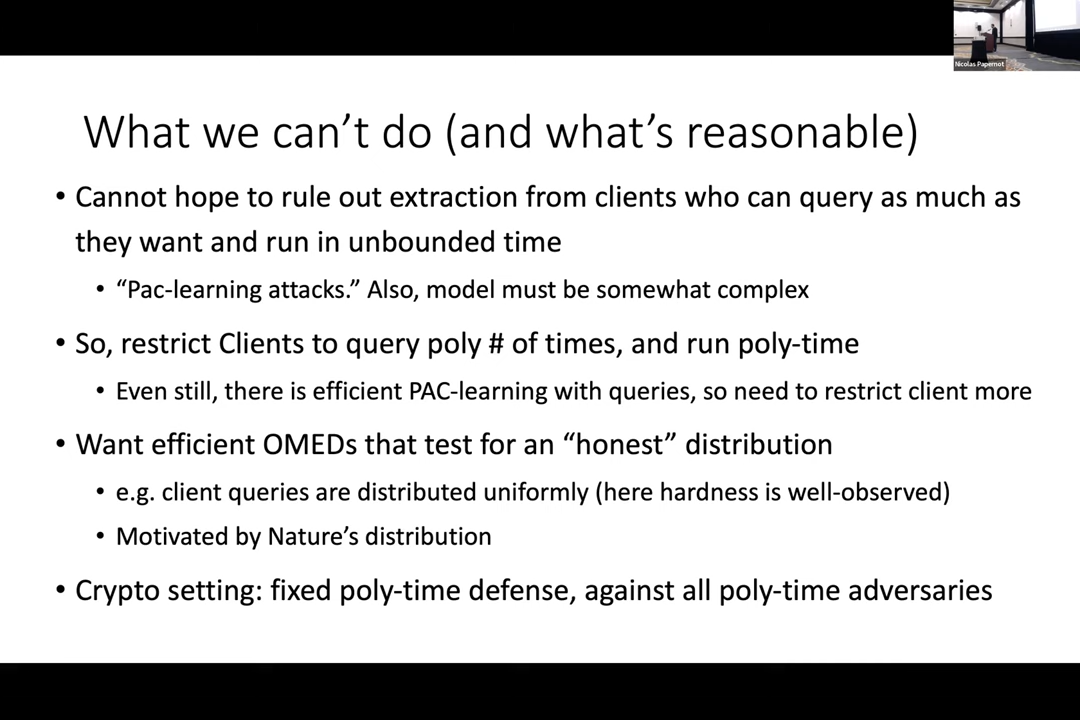 Nicolas Papernot
What we can't do (and what's reasonable)
• Cannot hope to rule out extraction from clients who can query as much as
they want and run in unbounded time
• “Pac-learning attacks.” Also, model must be somewhat complex
• So, restrict Clients to query poly # of times, and run poly-time
• Even still, there is efficient PAC-learning with queries, so need to restrict client more
• Want efficient OMEDs that test for an “honest” distribution
• e.g. client queries are distributed uniformly (here hardness is well-observed)
• Motivated by Nature’s distribution
• Crypto setting: fixed poly-time defense, against all poly-time adversaries